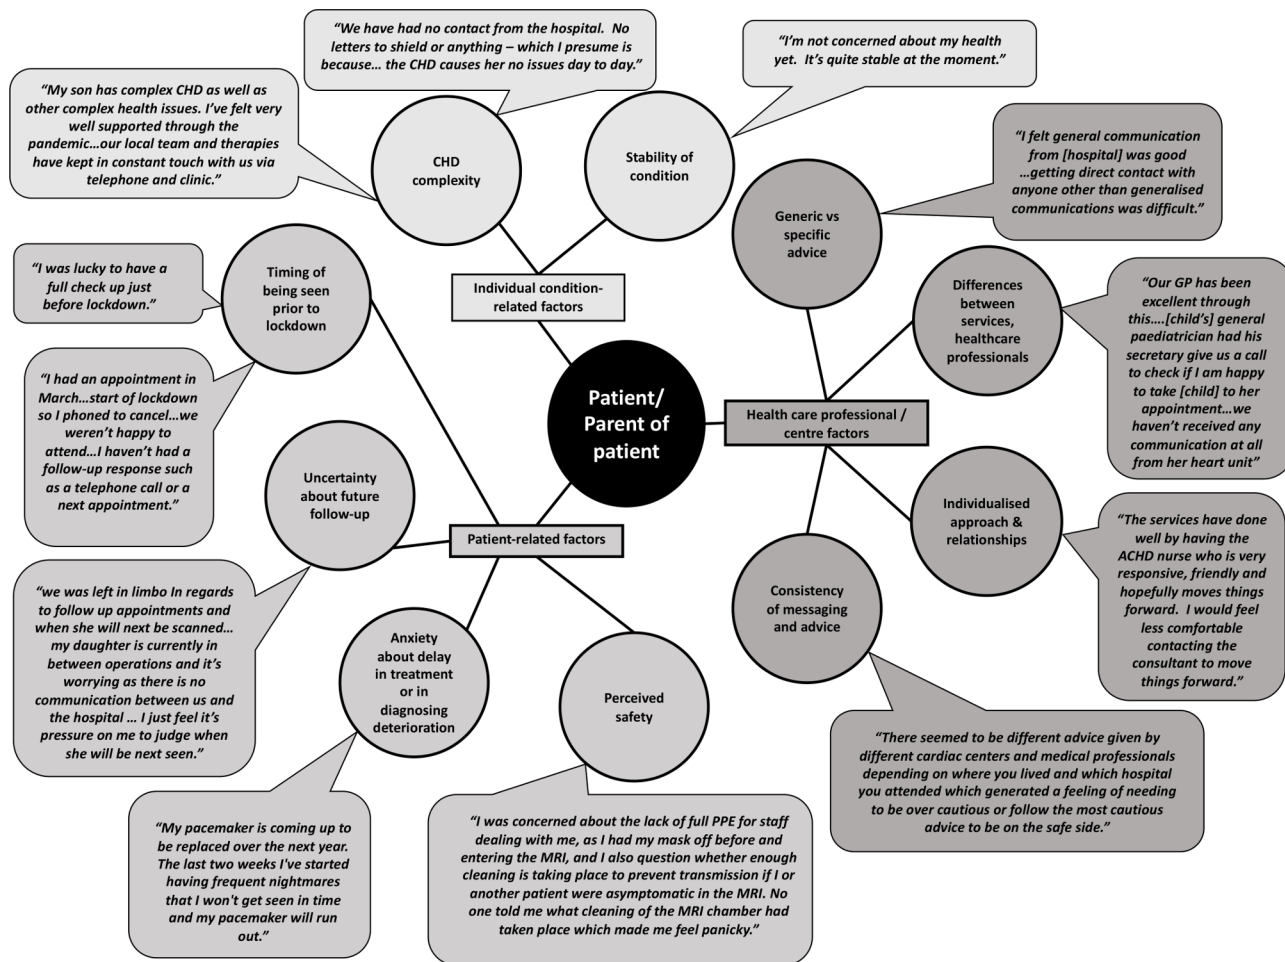 “We have had no contact from the hospital.  No
letters to shield or anything – which I presume is
because… the CHD causes her no issues day to day.”
“I’m not concerned about my health
yet.  It’s quite stable at the moment.”
“My son has complex CHD as well as
other complex health issues. I’ve felt very
well supported through the
pandemic…our local team and therapies
have kept in constant touch with us via
telephone and clinic.”
CHD
complexity
Stability of
condition
“I felt general communication
from [hospital] was good
…getting direct contact with
anyone other than generalised
communications was difficult.”
Generic vs
specific
advice
“I was lucky to have a
full check up just
before lockdown.”
Timing of
being seen
prior to
lockdown
Individual condition-
related factors
Differences
between
services,
healthcare
professionals
“Our GP has been
excellent through
this....[child’s] general
paediatrician had his
secretary give us a call
to check if I am happy
to take [child] to her
appointment…we
haven’t received any
communication at all
from her heart unit”
“I had an appointment in
March…start of lockdown
so I phoned to cancel…we
weren’t happy to
attend…I haven’t had a
follow-up response such
as a telephone call or a
next appointment.”
Patient/
Parent of
patient
Health care professional /
centre factors
Uncertainty
about future
follow-up
Patient-related factors
Individualised
approach &
relationships
“The services have done
well by having the
ACHD nurse who is very
responsive, friendly and
hopefully moves things
forward.  I would feel
less comfortable
contacting the
consultant to move
things forward.”
“we was left in limbo In regards
to follow up appointments and
when she will next be scanned…
my daughter is currently in
between operations and it’s
worrying as there is no
communication between us and
the hospital … I just feel it’s
pressure on me to judge when
she will be next seen.”
Anxiety
about delay
in treatment
or in
diagnosing
deterioration
Perceived
safety
Consistency
of messaging
and advice
“There seemed to be different advice given by
different cardiac centers and medical professionals
depending on where you lived and which hospital
you attended which generated a feeling of needing
to be over cautious or follow the most cautious
advice to be on the safe side.”
“My pacemaker is coming up to
be replaced over the next year.
The last two weeks I've started
having frequent nightmares
that I won't get seen in time
and my pacemaker will run
out.”
“I was concerned about the lack of full PPE for staff
dealing with me, as I had my mask off before and
entering the MRI, and I also question whether enough
cleaning is taking place to prevent transmission if I or
another patient were asymptomatic in the MRI. No
one told me what cleaning of the MRI chamber had
taken place which made me feel panicky.”